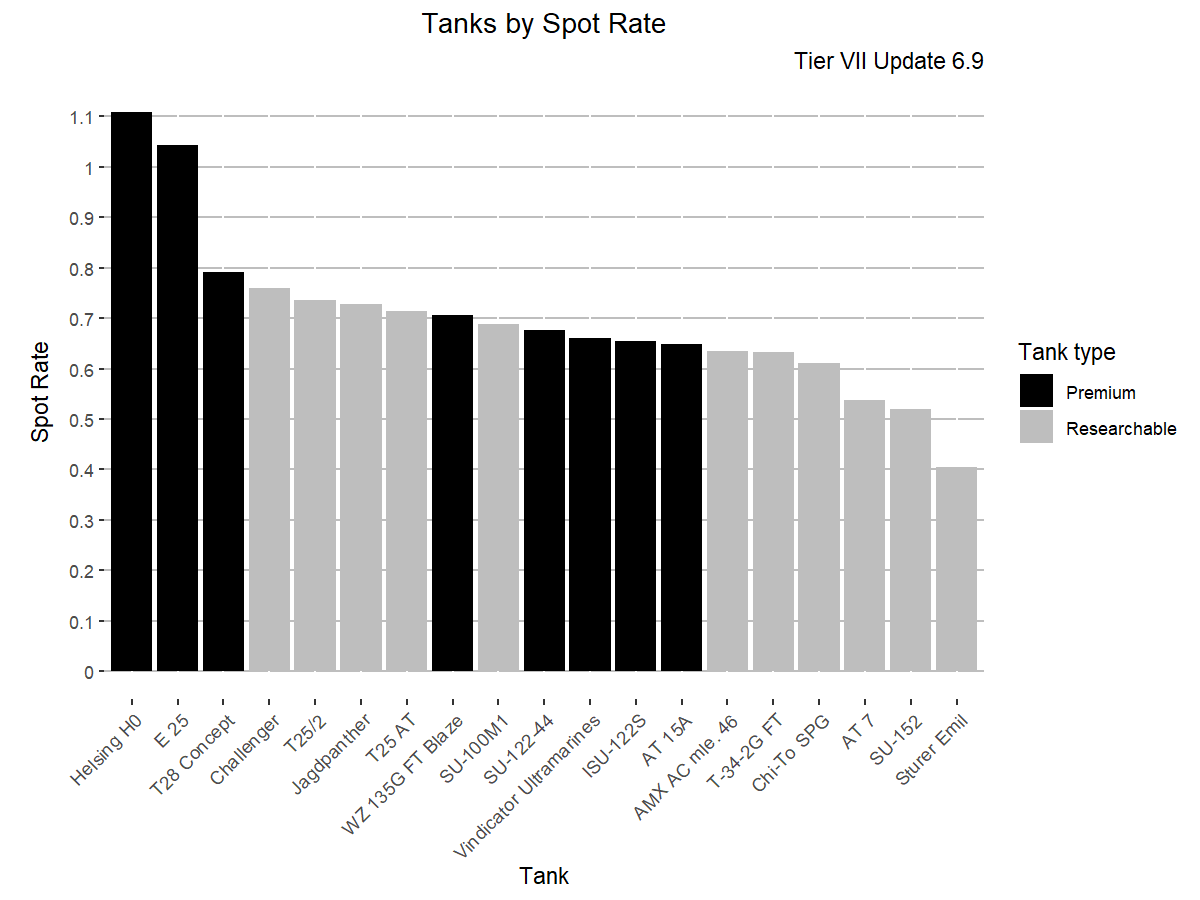 Tanks by Spot Rate
Tier VII Update 6.9
Spot Rate
1.1
1
0.9
0.8
0.7
0.6
0.5
0.4
0.3
0.2
0.1
0
Helsing H0
E 25
T28 Concept
Challenger
T25/2
Jagdpanther
T25 AT
WZ 135G FT Blaze
SU-100M1
SU-122-44
Vindicator Ultramarines
ISU-122S
AT 15A
AMX AC mle. 46
T-34-2G FT
Chi-To SPG
AT 7
SU-152
Sturer Emil
Tank
Tank type
Premium
Researchable